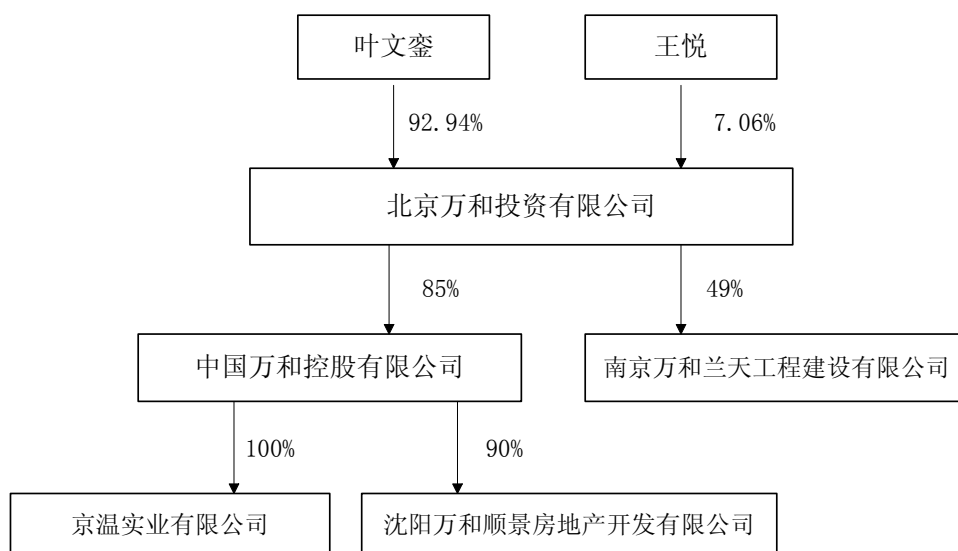 叶文銮
王悦
92.94%
7.06%
北京万和投资有限公司
85%
49%
中国万和控股有限公司
南京万和兰天工程建设有限公司
100%
90%
京温实业有限公司
沈阳万和顺景房地产开发有限公司